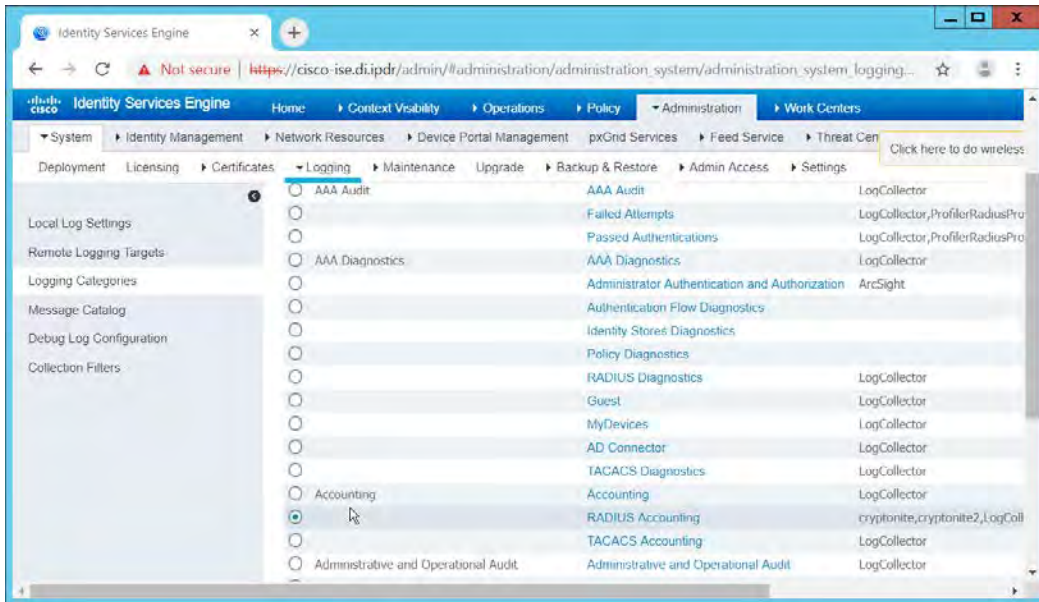 Identity Services Engine
Not secure | https://cisco-ise.di.ipdr/admin/#administration/administration_system/administration_system_logging...
cisco Identity Services Engine Home Context Visibility Operations Policy Administration Work Centers
System Identity Management Network Resources Device Portal Management pxGrid Services Feed Service Threat Cen
Click here to do wireless
Deployment Licensing Certificates Logging Maintenance Upgrade Backup & Restore Admin Access Settings
Local Log Settings
Remote Logging Targets
Logging Categories
Message Catalog
Debug Log Configuration
Collection Filters
AAA Audit AAA Audit LogCollector
Failed Attempts LogCollector,ProfilerRadiusPro
Passed Authentications LogCollector,ProfilerRadiusPro
AAA Diagnostics AAA Diagnostics LogCollector
Administrator Authentication and Authorization ArcSight
Authentication Flow Diagnostics
Identity Stores Diagnostics
Policy Diagnostics
RADIUS Diagnostics LogCollector
Guest LogCollector
MyDevices LogCollector
AD Connector LogCollector
TACACS Diagnostics LogCollector
Accounting Accounting LogCollector
RADIUS Accounting cryptonite,cryptonite2,LogColl
TACACS Accounting LogCollector
Administrative and Operational Audit Administrative and Operational Audit LogCollector